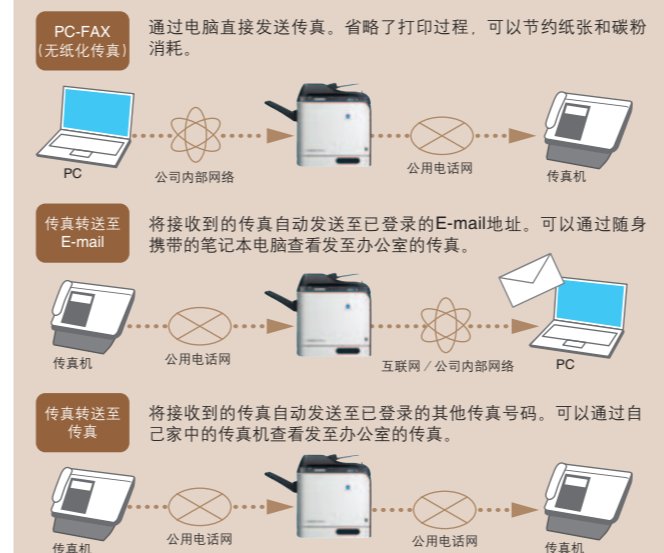 PC-FAX
(无纸化传真)
通过电脑直接发送传真。省略了打印过程，可以节约纸张和碳粉
消耗。
PC
公司内部网络
公用电话网
传真机
传真转送至
E-mail
将接收到的传真自动发送至已登录的E-mail地址。可以通过随身
携带的笔记本电脑查看发至办公室的传真。
传真机
公用电话网
互联网／公司内部网络
PC
传真转送至
传真
将接收到的传真自动发送至已登录的其他传真号码。可以通过自
己家中的传真机查看发至办公室的传真。
传真机
公用电话网
公用电话网
传真机